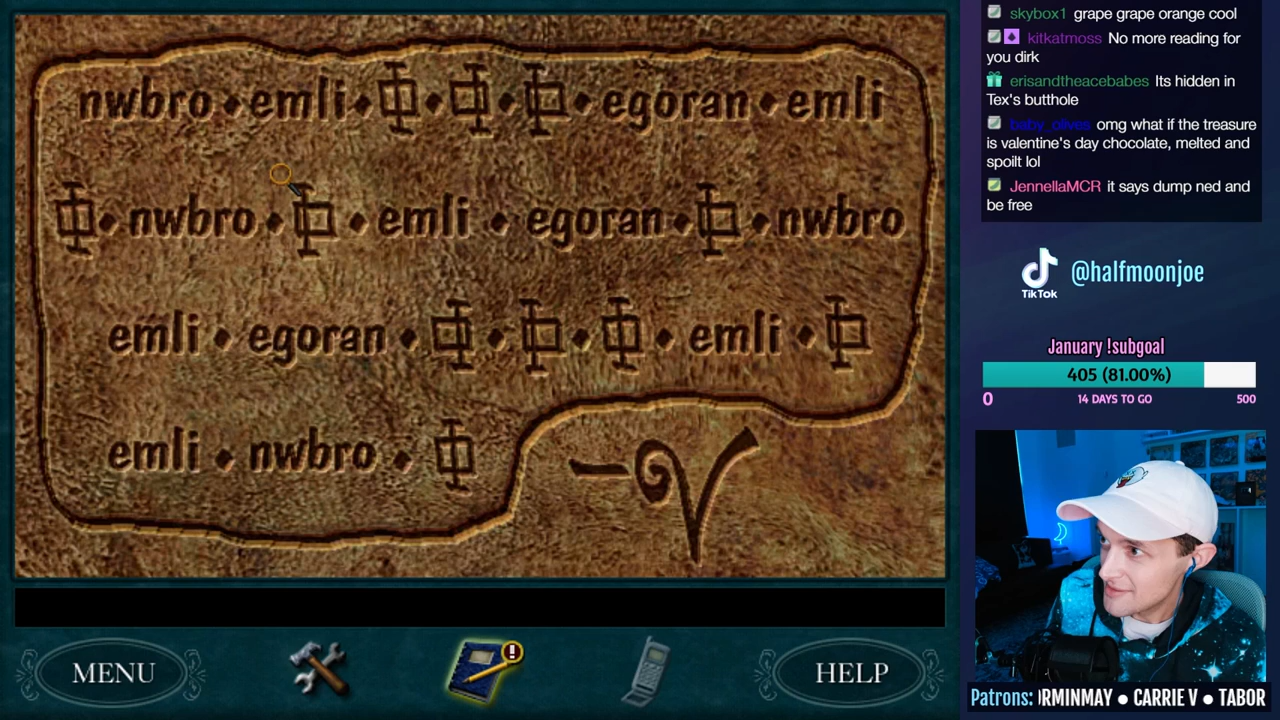 nwbro • emli • • • • egoran • emli
• nwbro • • emli • egoran • • nwbro
emli • egoran • • • • emli •
emli • nwbro •
MENU
HELP
skybox1 grape grape orange cool
kitkatmoss No more reading for
you dirk
erisandtheacebabes Its hidden in
Tex's butthole
baby_olives omg what if the treasure
is valentine's day chocolate, melted and
spoilt lol
JennellaMCR it says dump ned and
be free
TikTok
@halfmoonjoe
January !subgoal
405 (81.00%)
0 14 DAYS TO GO 500
Patrons: ORMINMAY ● CARRIE V ● TABOR